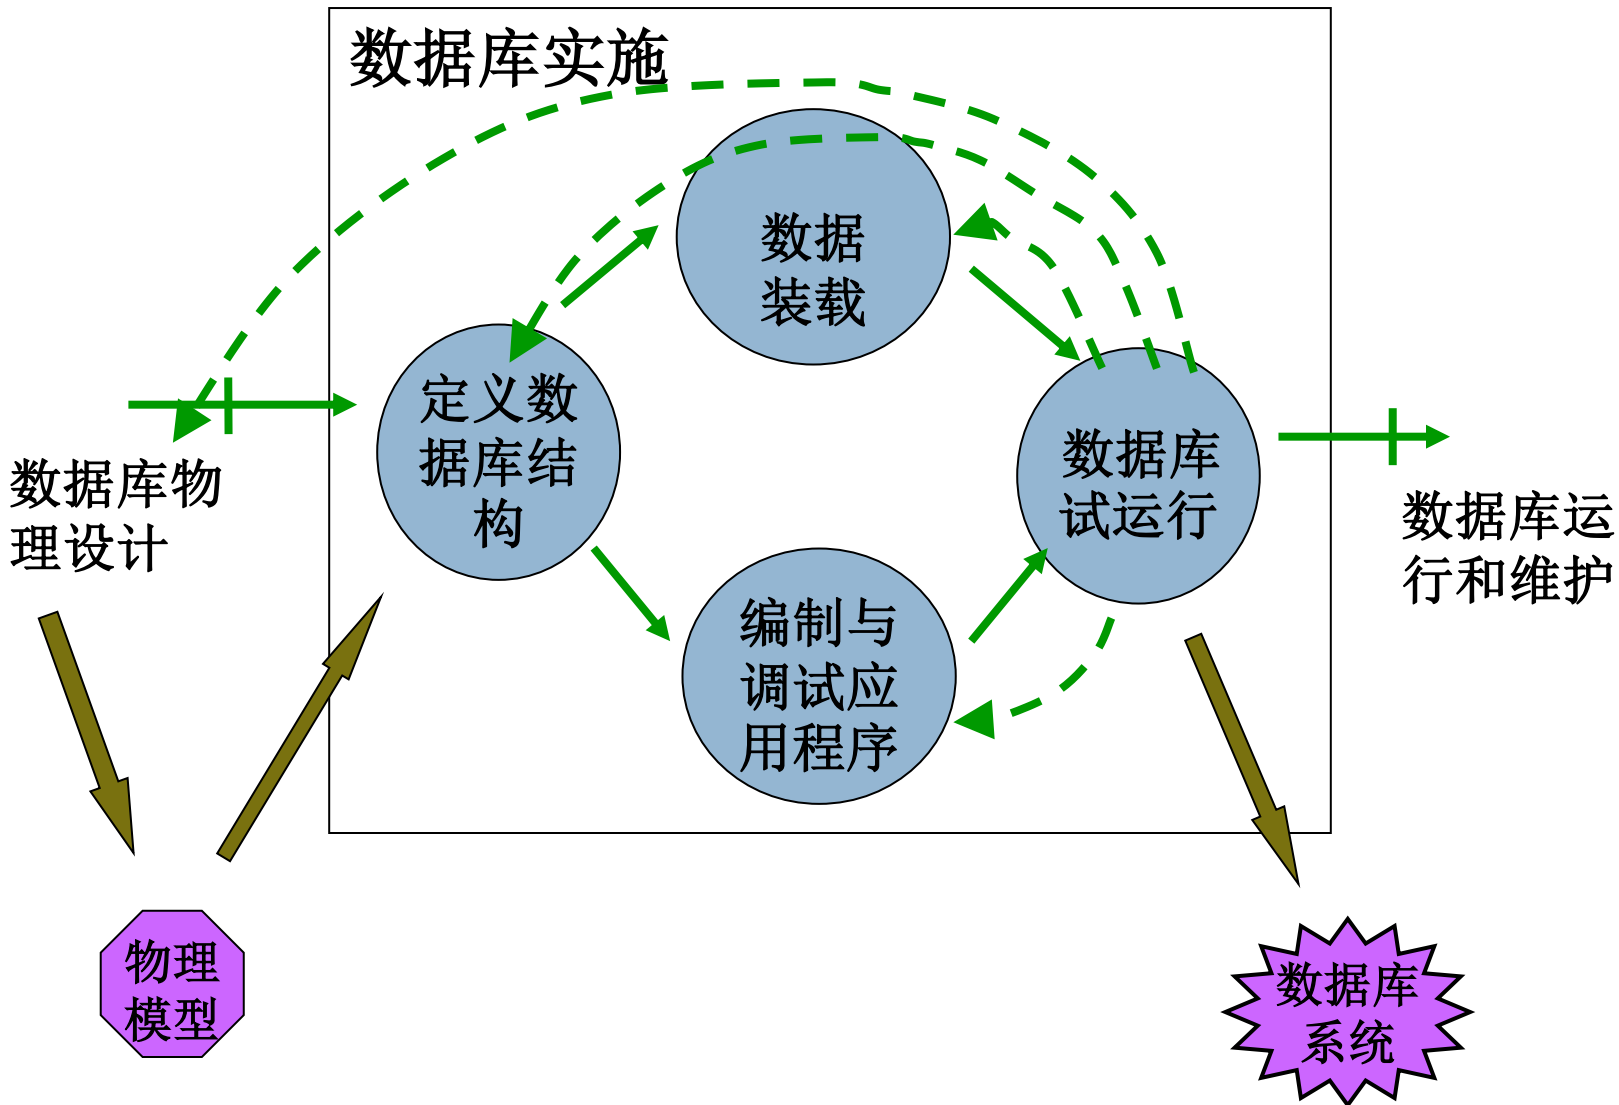 数据库实施
数据
装载
定义数
据库结
构
数据库
试运行
数据库物
理设计
数据库运
行和维护
编制与
调试应
用程序
物理
模型
数据库
系统